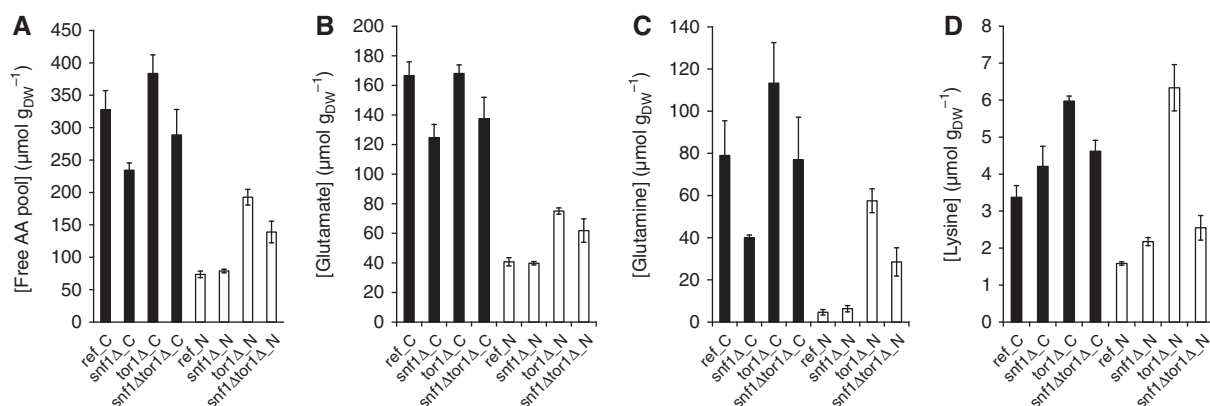 A
[Free AA pool] (µmol gDW⁻¹)
450
400
350
300
250
200
150
100
50
0
ref_C
snf1Δ_C
tor1Δ_C
snf1Δtor1Δ_C
ref_N
snf1Δ_N
tor1Δ_N
snf1Δtor1Δ_N
B
[Glutamate] (µmol gDW⁻¹)
200
180
160
140
120
100
80
60
40
20
0
ref_C
snf1Δ_C
tor1Δ_C
snf1Δtor1Δ_C
ref_N
snf1Δ_N
tor1Δ_N
snf1Δtor1Δ_N
C
[Glutamine] (µmol gDW⁻¹)
140
120
100
80
60
40
20
0
ref_C
snf1Δ_C
tor1Δ_C
snf1Δtor1Δ_C
ref_N
snf1Δ_N
tor1Δ_N
snf1Δtor1Δ_N
D
[Lysine] (µmol gDW⁻¹)
8
7
6
5
4
3
2
1
0
ref_C
snf1Δ_C
tor1Δ_C
snf1Δtor1Δ_C
ref_N
snf1Δ_N
tor1Δ_N
snf1Δtor1Δ_N